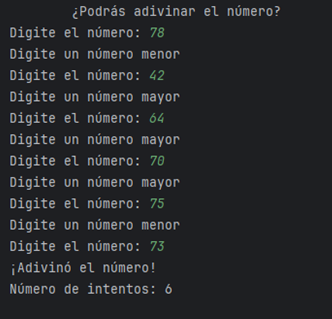 ¿Podrás adivinar el número?
Digite el número: 78
Digite un número menor
Digite el número: 42
Digite un número mayor
Digite el número: 64
Digite un número mayor
Digite el número: 70
Digite un número mayor
Digite el número: 75
Digite un número menor
Digite el número: 73
¡Adivinó el número!
Número de intentos: 6